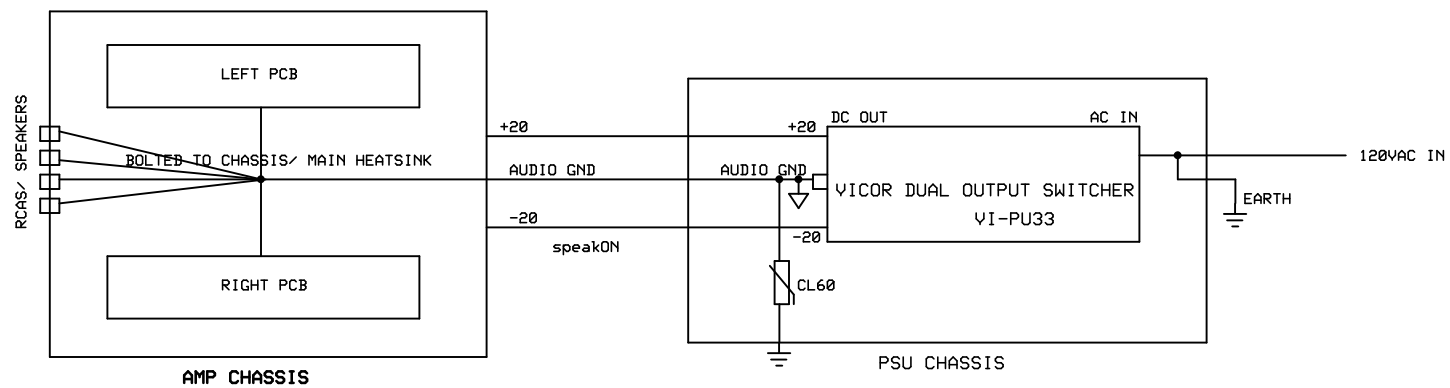 LEFT PCB
RCAS/ SPEAKERS
BOLTED TO CHASSIS/ MAIN HEATSINK
RIGHT PCB
AMP CHASSIS
+20
AUDIO GND
-20
speakON
+20
AUDIO GND
-20
DC OUT
AC IN
VICOR DUAL OUTPUT SWITCHER
VI-PU33
CL60
PSU CHASSIS
120VAC IN
EARTH